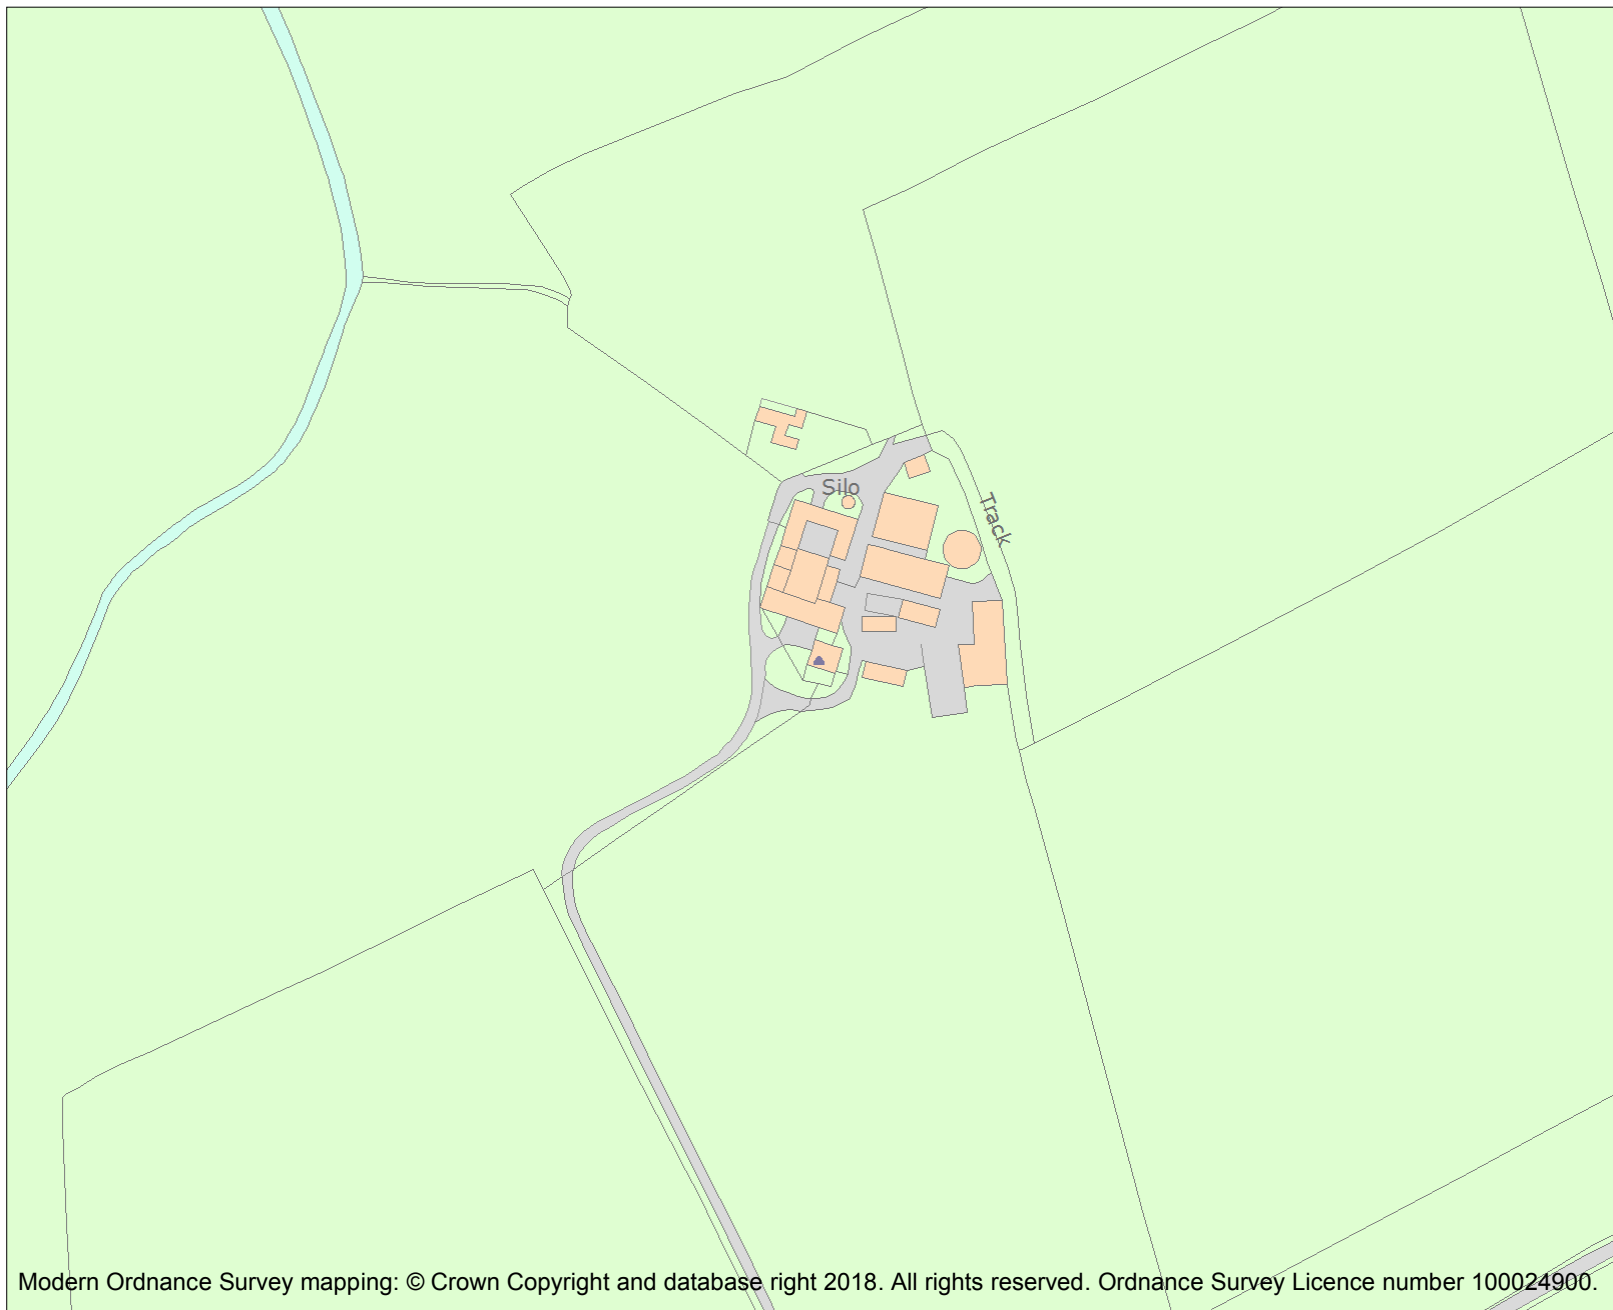 Silo
Track
Modern Ordnance Survey mapping: © Crown Copyright and database right 2018. All rights reserved. Ordnance Survey Licence number 100024900.